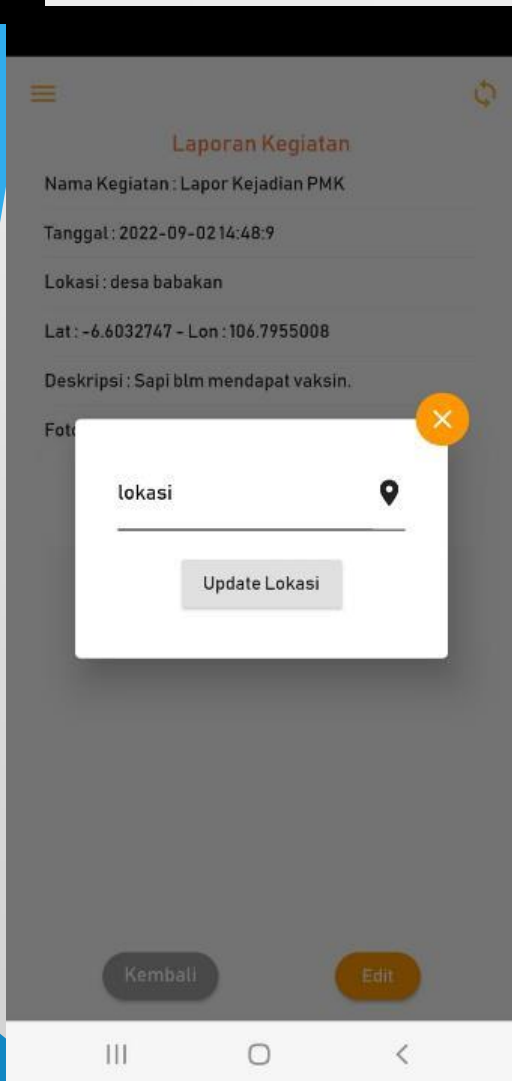 Laporan Kegiatan
Nama Kegiatan : Lapor Kejadian PMK
Tanggal : 2022-09-02 14:48:9
Lokasi : desa babakan
Lat : -6.6032747 - Lon : 106.7955008
Deskripsi : Sapi blm mendapat vaksin.
lokasi
Update Lokasi
Kembali
Edit